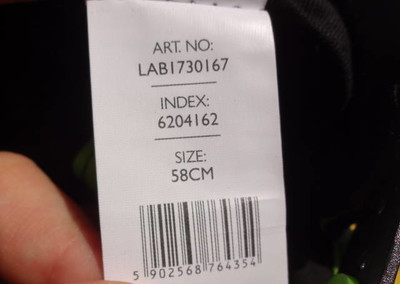 ART. NO:
LAB1730167
INDEX:
6204162
SIZE:
58CM
5 902568 764354